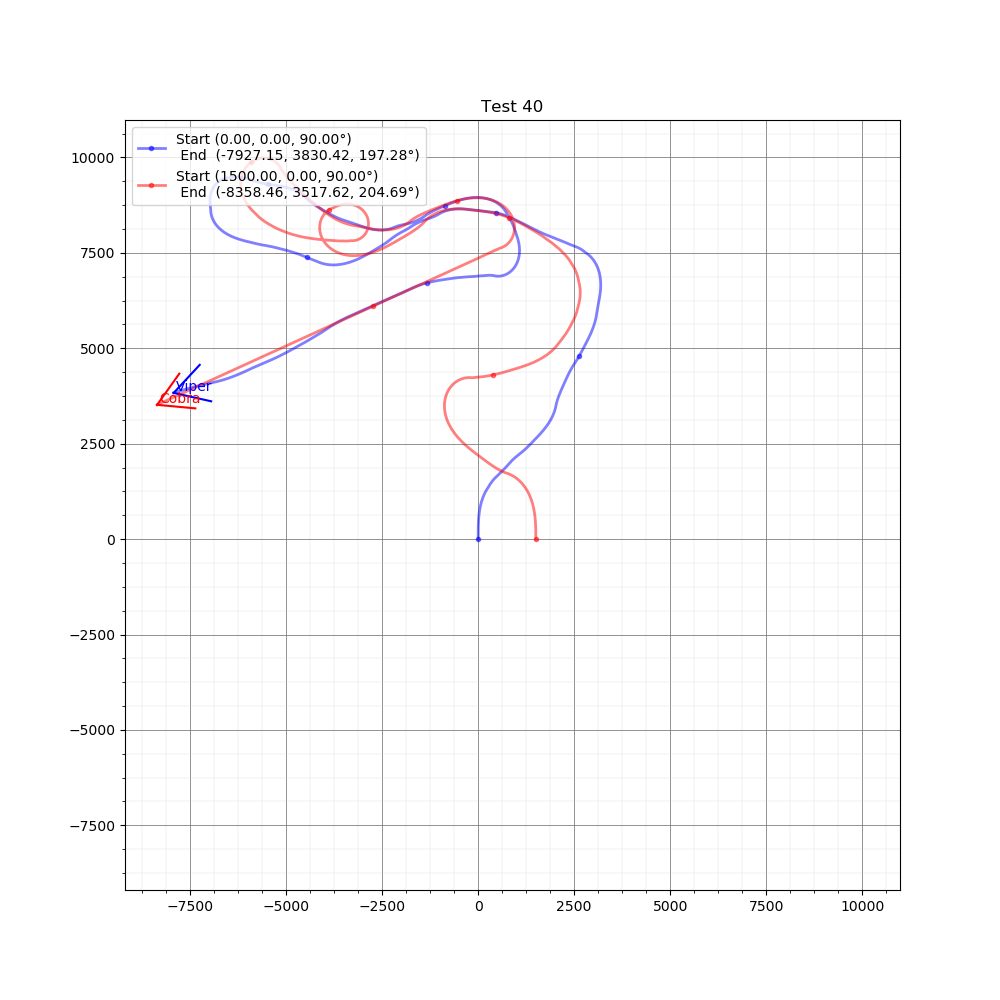 Test 40
Start (0.00, 0.00, 90.00°)
End (-7927.15, 3830.42, 197.28°)
Start (1500.00, 0.00, 90.00°)
End (-8358.46, 3517.62, 204.69°)
10000
7500
5000
2500
0
−2500
−5000
−7500
Viper
Cobra
−7500 −5000 −2500 0 2500 5000 7500 10000